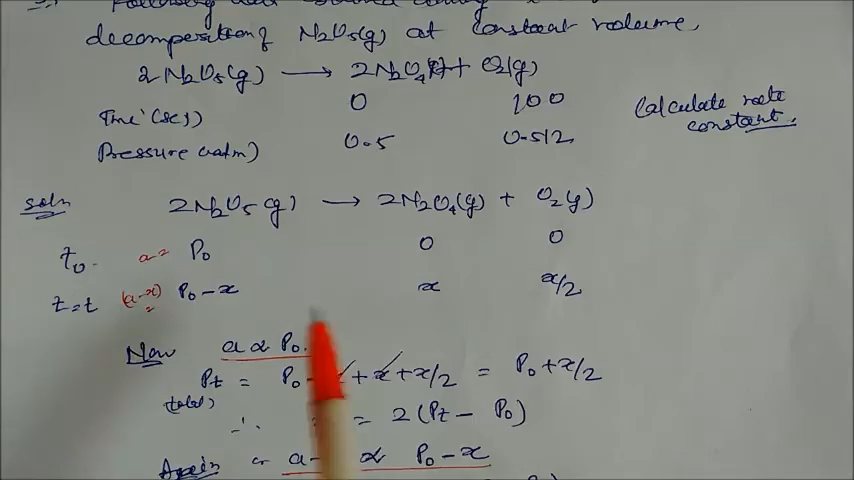 decomposition of N₂O₅(g) at constant volume,
2N₂O₅(g) ⟶ 2N₂O₄(g) + O₂(g)
Time (sec) 0 100
Pressure (atm) 0.5 0.512
Calculate rate constant.
Soln 2N₂O₅(g) ⟶ 2N₂O₄(g) + O₂(g)
t₀. a = P₀ 0 0
t=t (a-x) = P₀-x x x/2
Now a ∝ P₀.
Pt = P₀ + x + x/2 = P₀ + x/2
(total)
∴ = 2(Pt - P₀)
Again or a- ∝ P₀-x